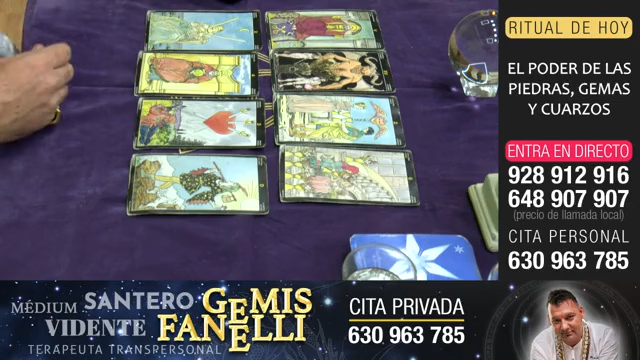 RITUAL DE HOY
EL PODER DE LAS
PIEDRAS, GEMAS
Y CUARZOS
ENTRA EN DIRECTO
928 912 916
648 907 907
(precio de llamada local)
CITA PERSONAL
630 963 785
MÉDIUM SANTERO
VIDENTE
TERAPEUTA TRANSPERSONAL
GEMIS
FANELLI
CITA PRIVADA
630 963 785